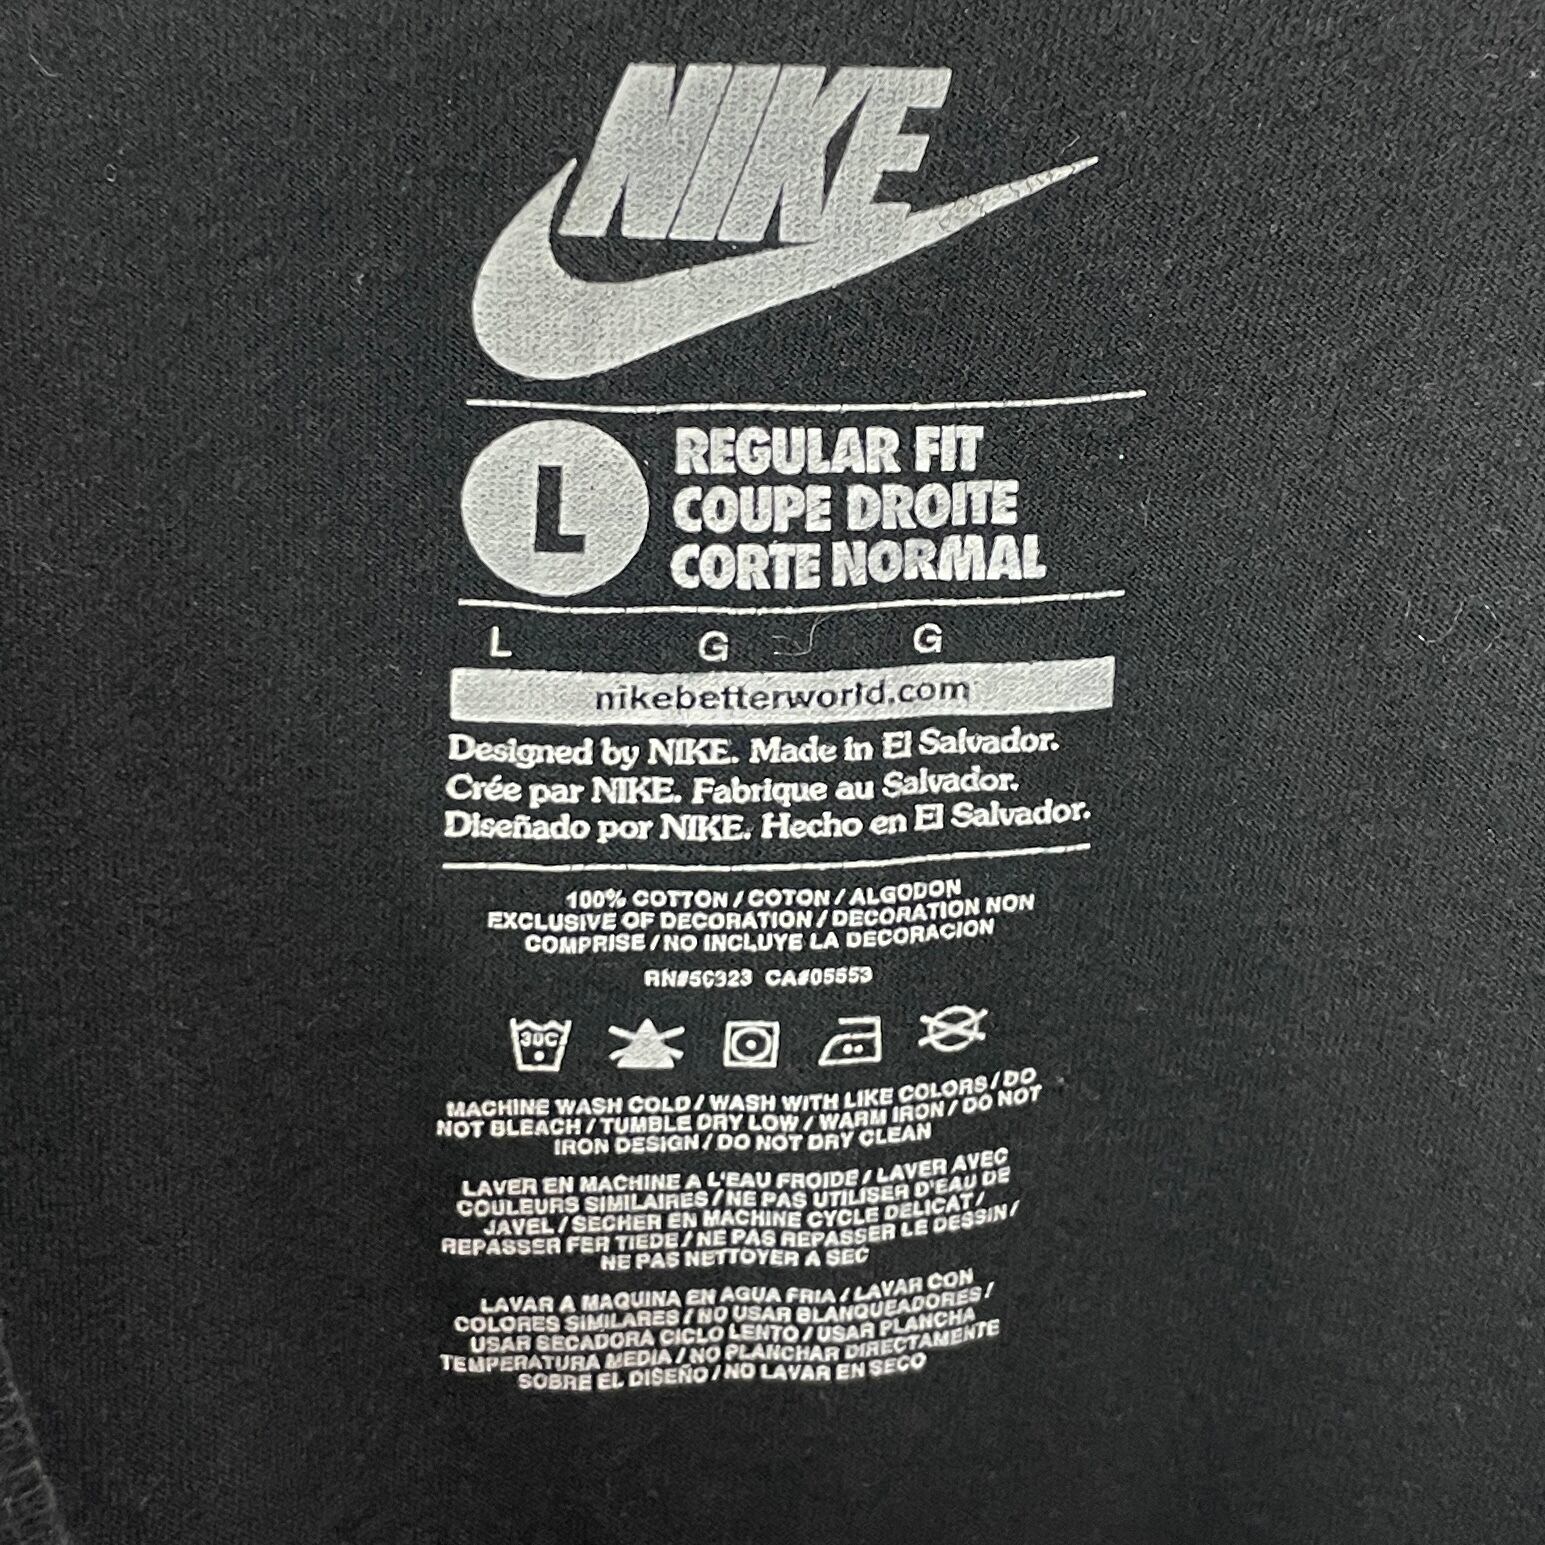 NIKE
L
REGULAR FIT
COUPE DROITE
CORTE NORMAL
L G G
nikebetterworld.com
Designed by NIKE. Made in El Salvador.
Crée par NIKE. Fabrique au Salvador.
Diseñado por NIKE. Hecho en El Salvador.
100% COTTON / COTON / ALGODON
EXCLUSIVE OF DECORATION / DECORATION NON
COMPRISE / NO INCLUYE LA DECORACION
RN#56323 CA#05553
30C
MACHINE WASH COLD / WASH WITH LIKE COLORS / DO
NOT BLEACH / TUMBLE DRY LOW / WARM IRON / DO NOT
IRON DESIGN / DO NOT DRY CLEAN
LAVER EN MACHINE A L'EAU FROIDE / LAVER AVEC
COULEURS SIMILAIRES / NE PAS UTILISER D'EAU DE
JAVEL / SECHER EN MACHINE CYCLE DELICAT /
REPASSER FER TIEDE / NE PAS REPASSER LE DESSIN /
NE PAS NETTOYER A SEC
LAVAR A MAQUINA EN AGUA FRIA / LAVAR CON
COLORES SIMILARES / NO USAR BLANQUEADORES /
USAR SECADORA CICLO LENTO / USAR PLANCHA
TEMPERATURA MEDIA / NO PLANCHAR DIRECTAMENTE
SOBRE EL DISENO / NO LAVAR EN SECO